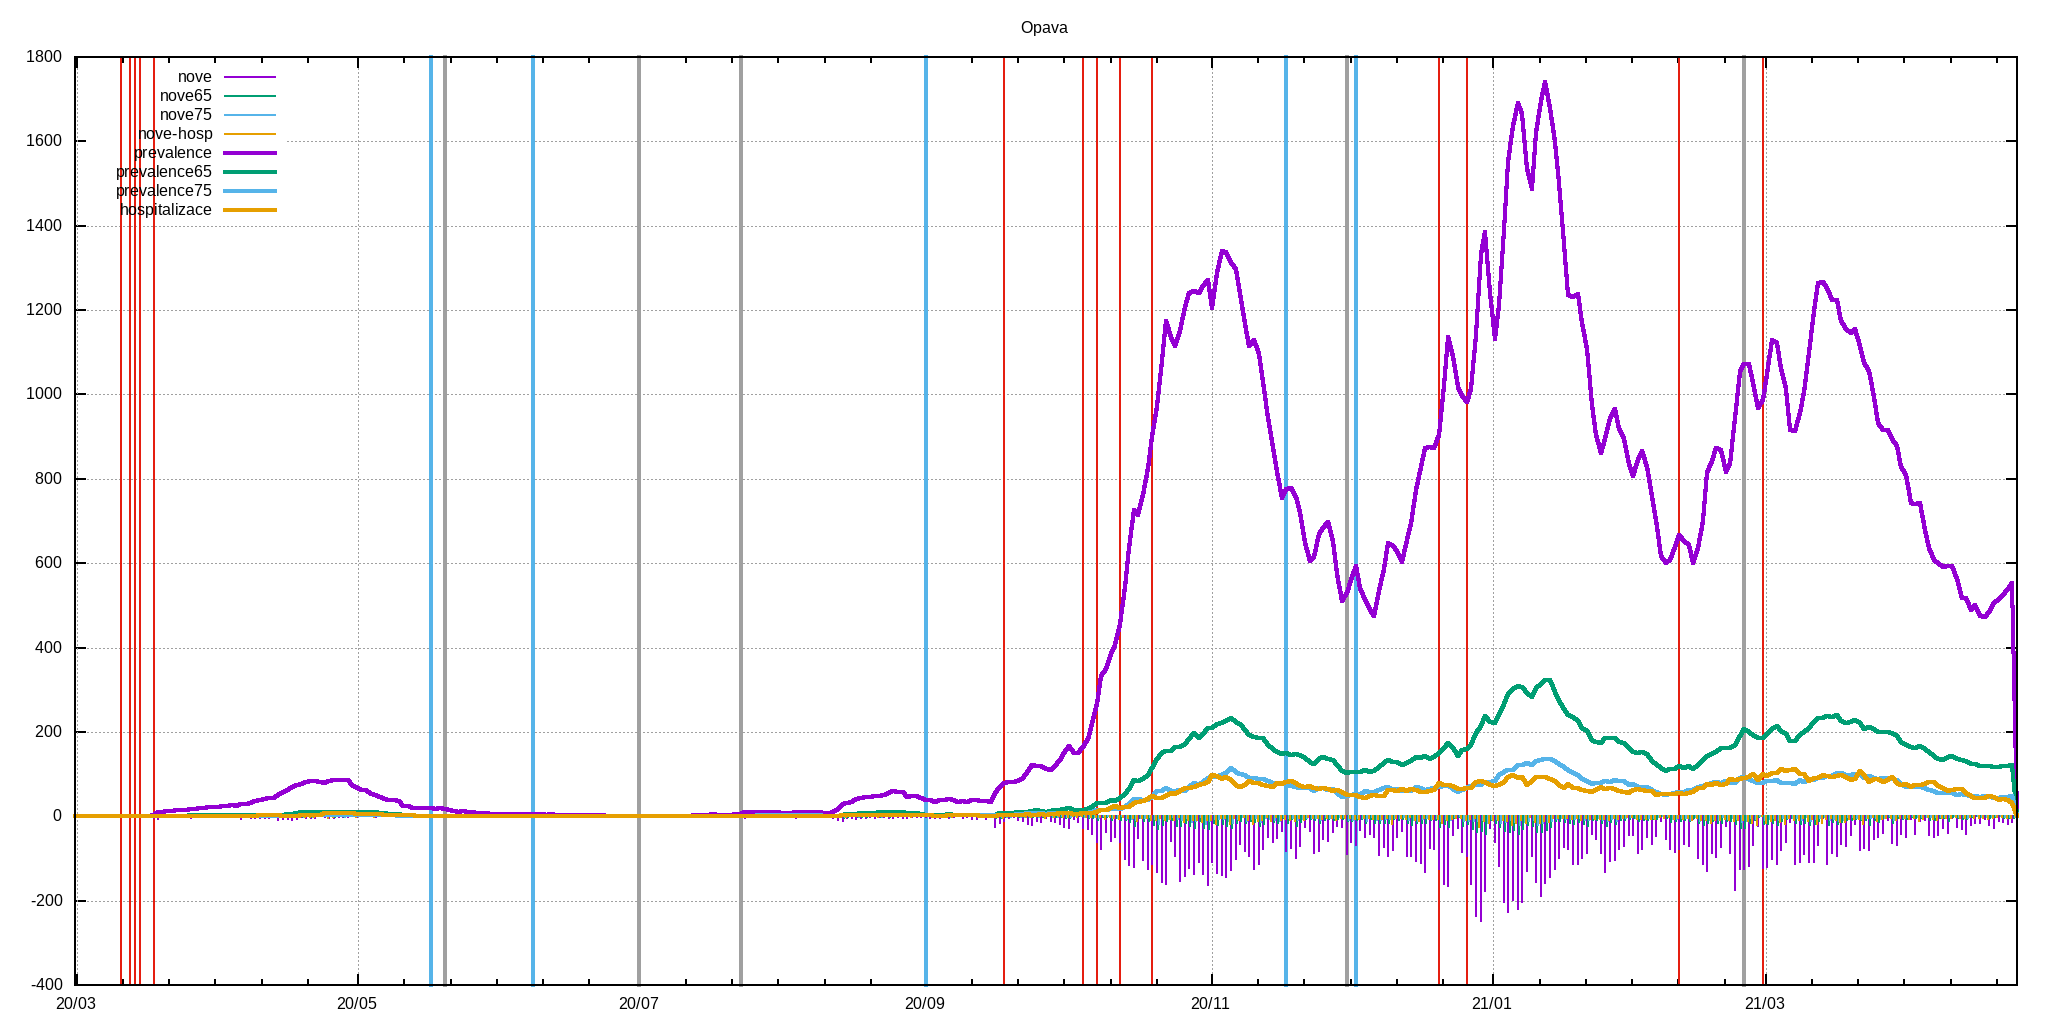 Opava
1800
1600
1400
1200
1000
800
600
400
200
0
-200
-400
nove
nove65
nove75
nove-hosp
prevalence
prevalence65
prevalence75
hospitalizace
20/03
20/05
20/07
20/09
20/11
21/01
21/03